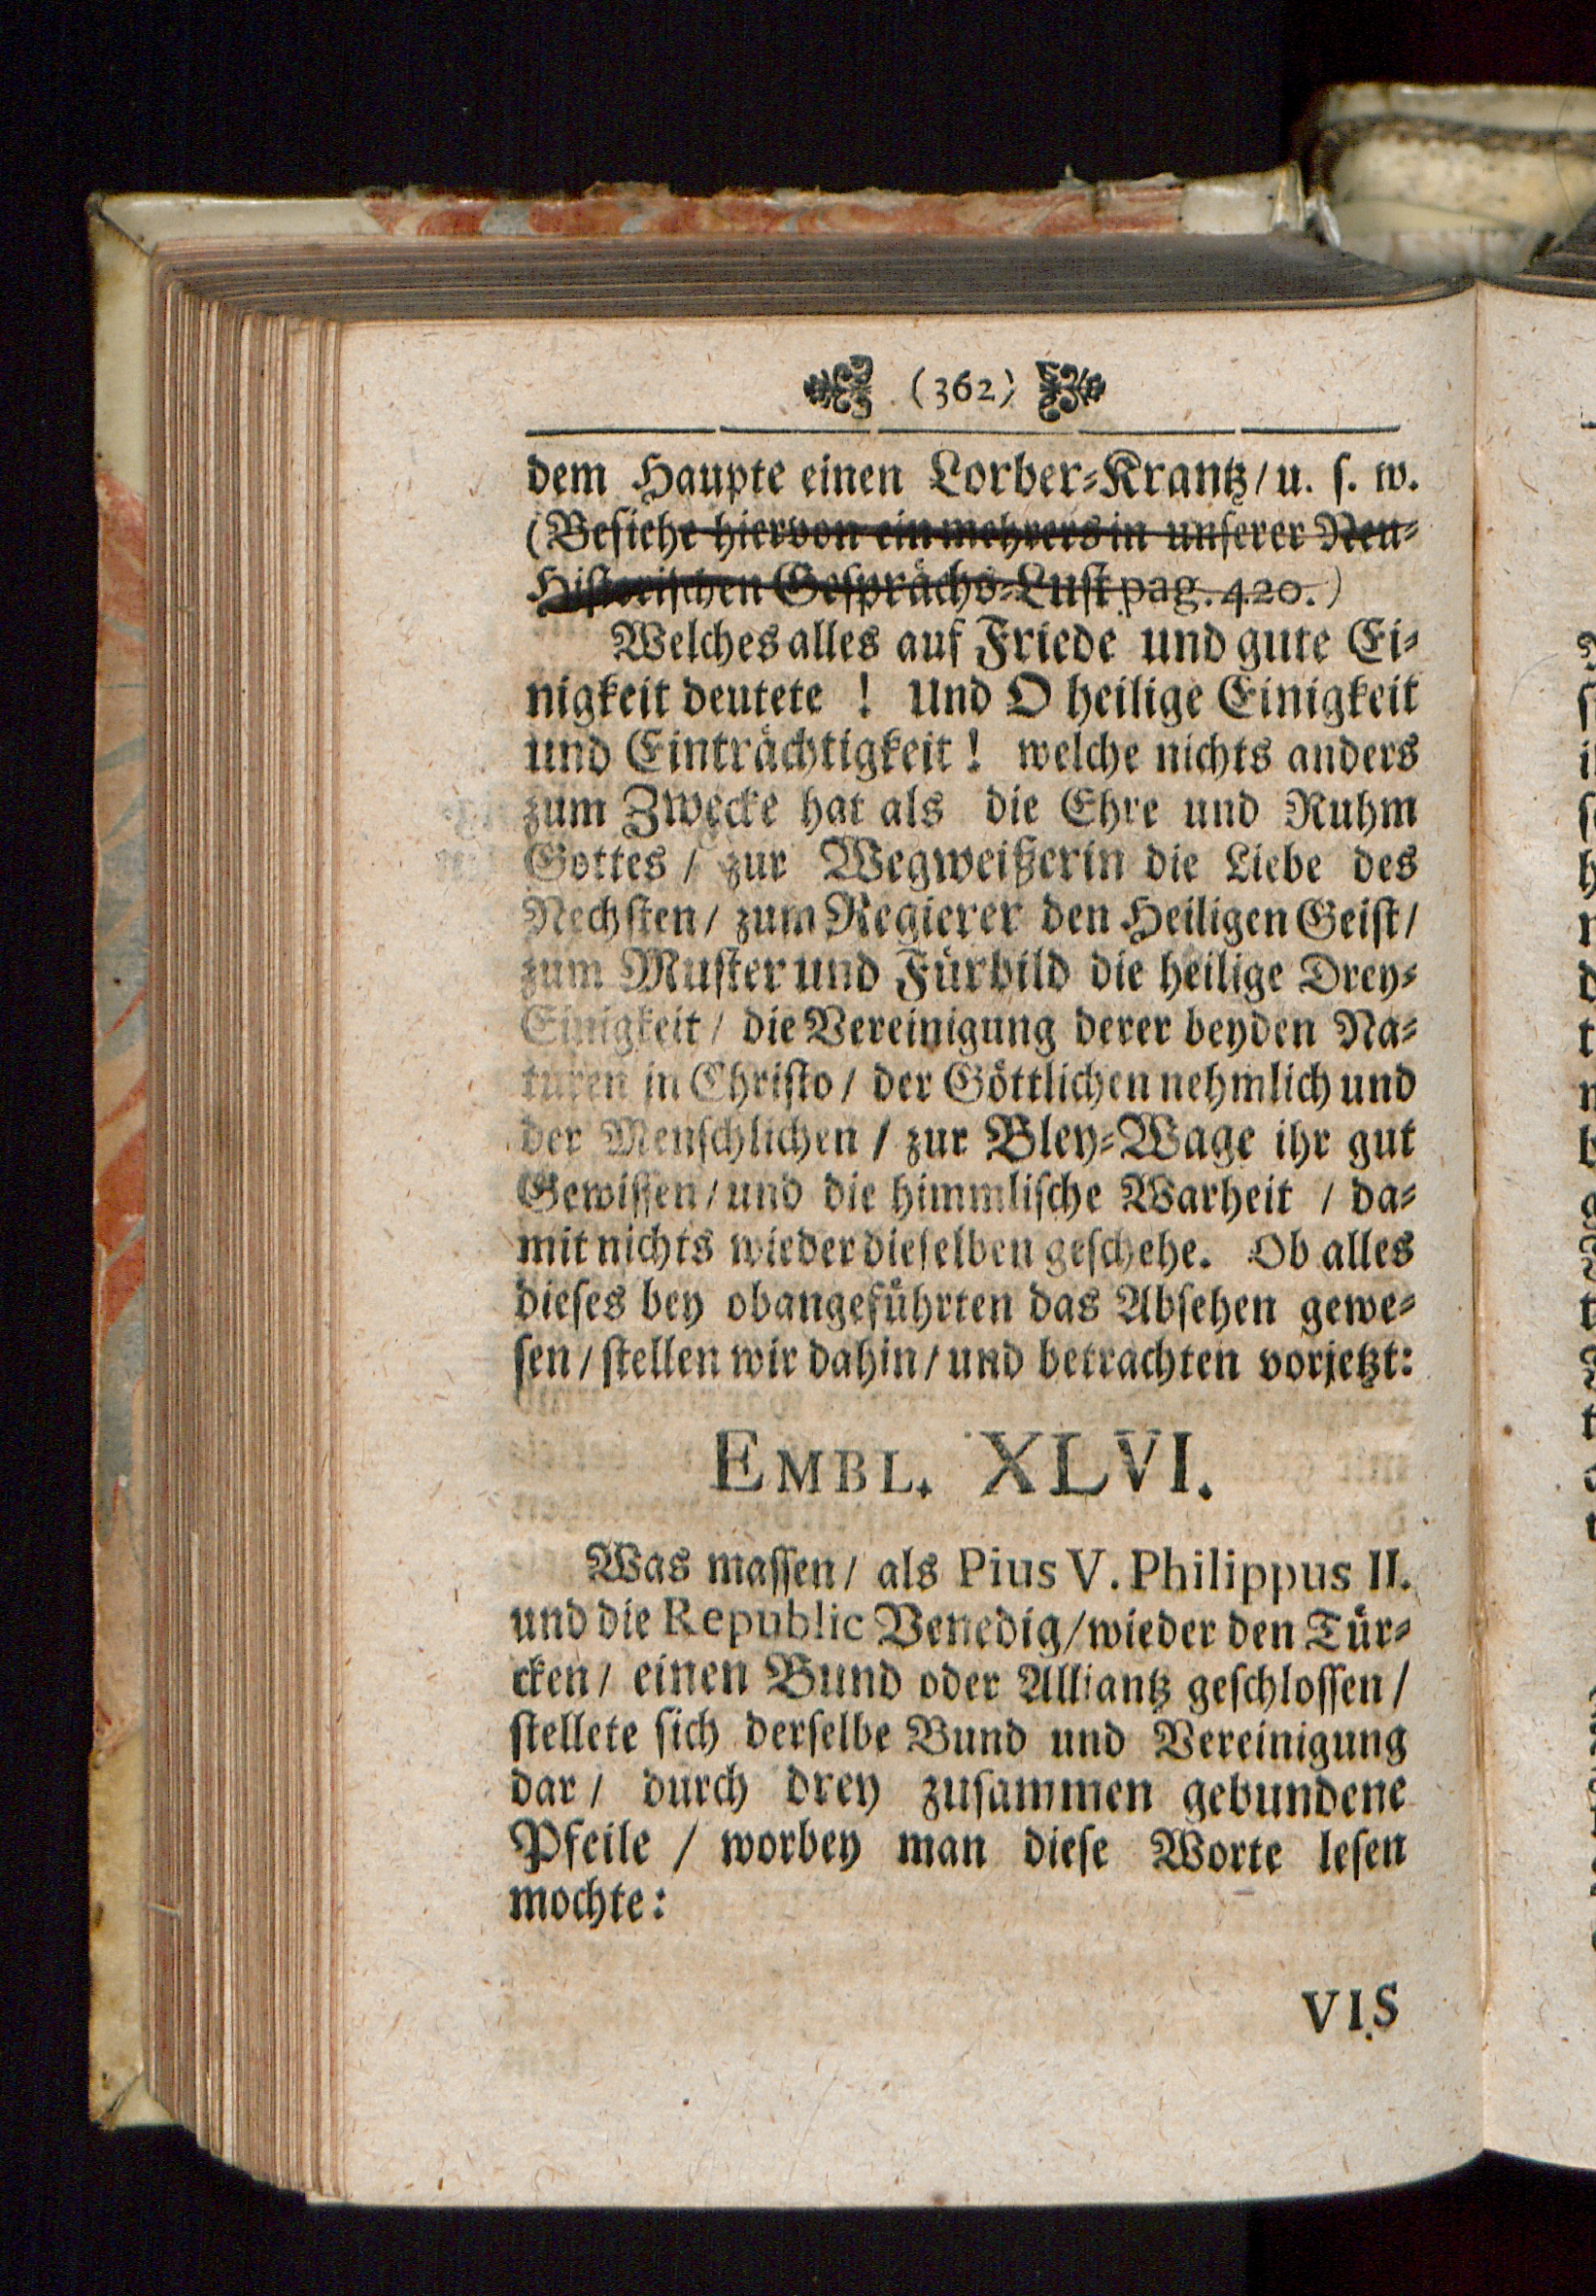 (362)
dem Haupte einen Lorber-Krantz/ u. s. w.
(Besiehe hiervon ein mehrers in unserer Neu-
Historischen Gesprächs-Lust pag. 420.)
Welches alles auf Friede und gute Ei-
nigkeit deutete ! Und O heilige Einigkeit
und Einträchtigkeit! welche nichts anders
zum Zwecke hat als die Ehre und Ruhm
Gottes / zur Wegweißerin die Liebe des
Nechsten/ zum Regierer den Heiligen Geist/
zum Muster und Fürbild die heilige Drey-
Einigkeit/ die Vereinigung derer beyden Na-
turen in Christo/ der Göttlichen nehmlich und
der Menschlichen / zur Bley-Wage ihr gut
Gewissen/ und die himmlische Warheit / da-
mit nichts wieder dieselben geschehe. Ob alles
dieses bey obangeführten das Absehen gewe-
sen/ stellen wir dahin/ und betrachten vorjetzt:
EMBL. XLVI.
Was massen/ als Pius V. Philippus II.
und die Republic Venedig/ wieder den Tür-
cken/ einen Bund oder Alliantz geschlossen/
stellete sich derselbe Bund und Vereinigung
dar/ durch drey zusammen gebundene
Pfeile / worbey man diese Worte lesen
mochte:
VIS